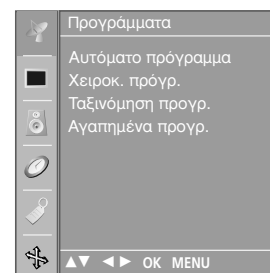 Προγράμματα
Αυτόματο πρόγραμμα
Χειροκ. πρόγρ.
Ταξινόμηση προγρ.
Αγαπημένα προγρ.
▲▼ ◄► OK MENU